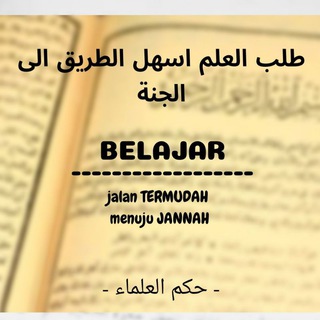 طلب العلم اسهل الطريق الى
الجنة
BELAJAR
------------------
jalan TERMUDAH
menuju JANNAH
- حكم العلماء -